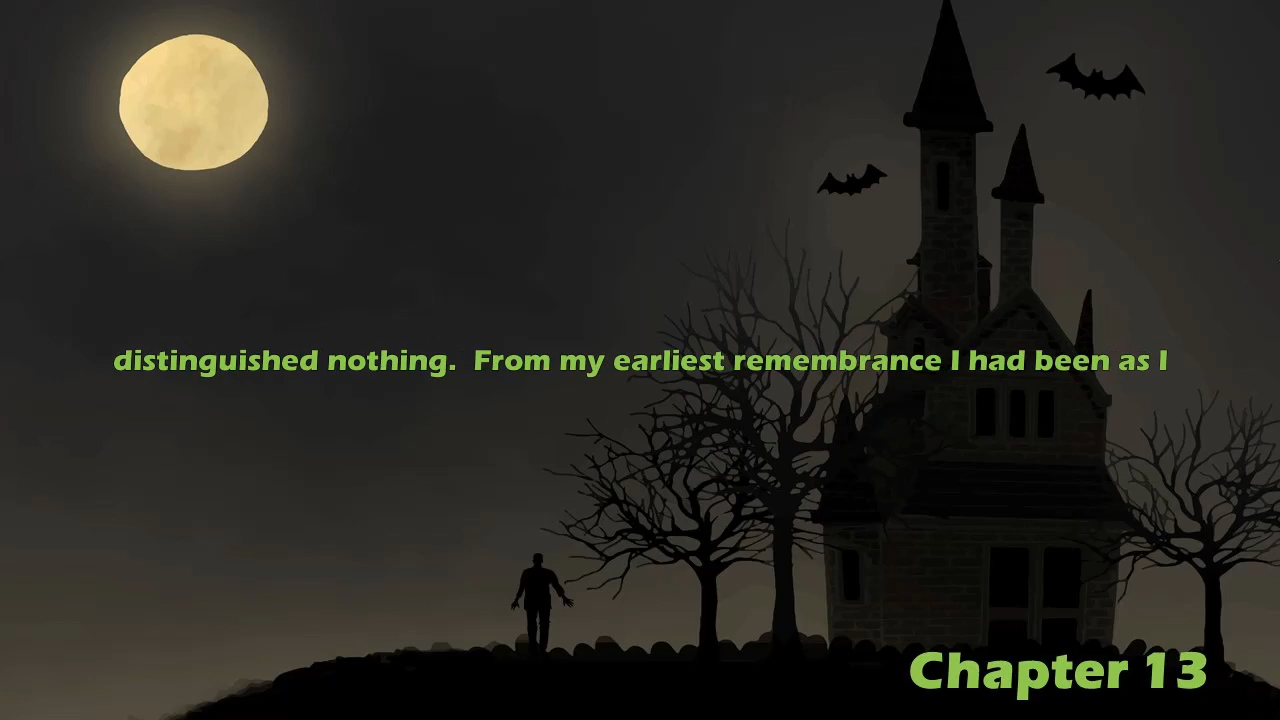 distinguished nothing.  From my earliest remembrance I had been as I
Chapter 13